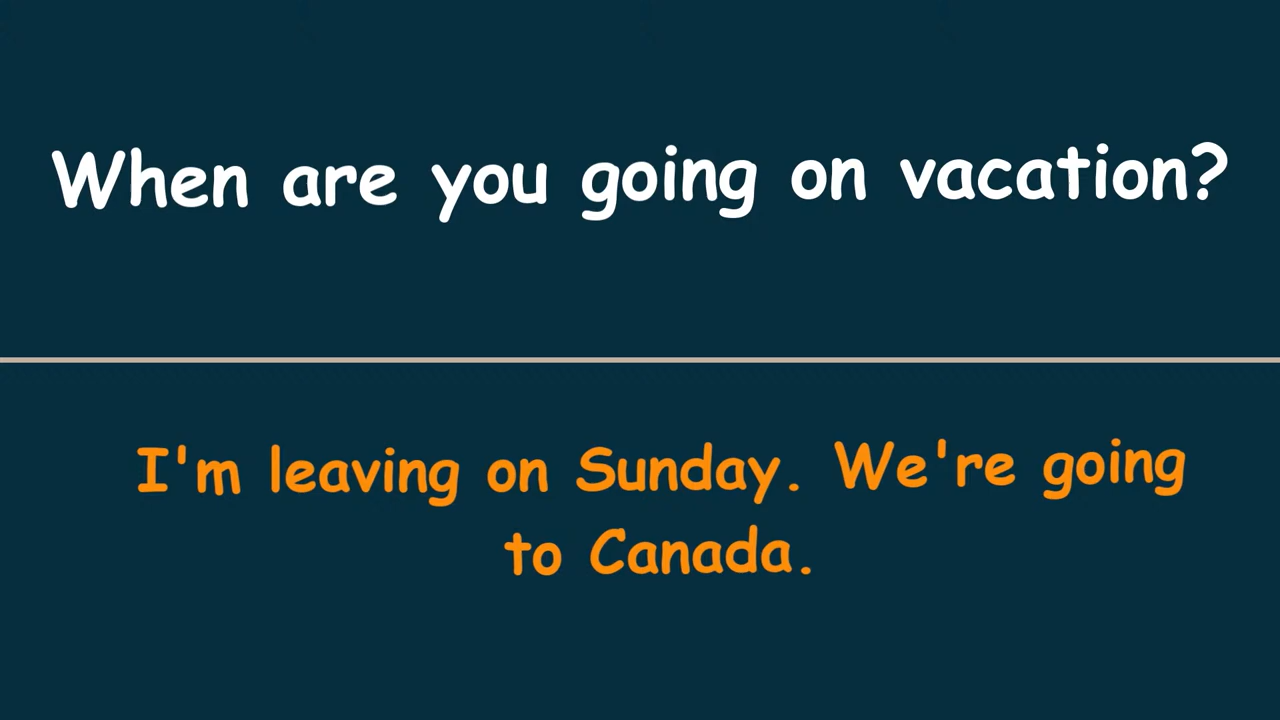 When are you going on vacation?
I'm leaving on Sunday. We're going
to Canada.